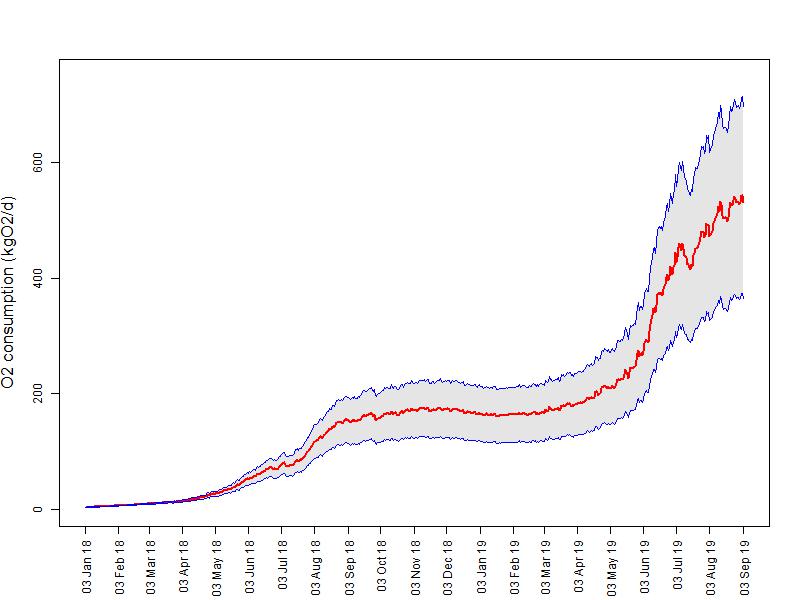 O2 consumption (kgO2/d)
600
400
200
0
03 Jan 18
03 Feb 18
03 Mar 18
03 Apr 18
03 May 18
03 Jun 18
03 Jul 18
03 Aug 18
03 Sep 18
03 Oct 18
03 Nov 18
03 Dec 18
03 Jan 19
03 Feb 19
03 Mar 19
03 Apr 19
03 May 19
03 Jun 19
03 Jul 19
03 Aug 19
03 Sep 19